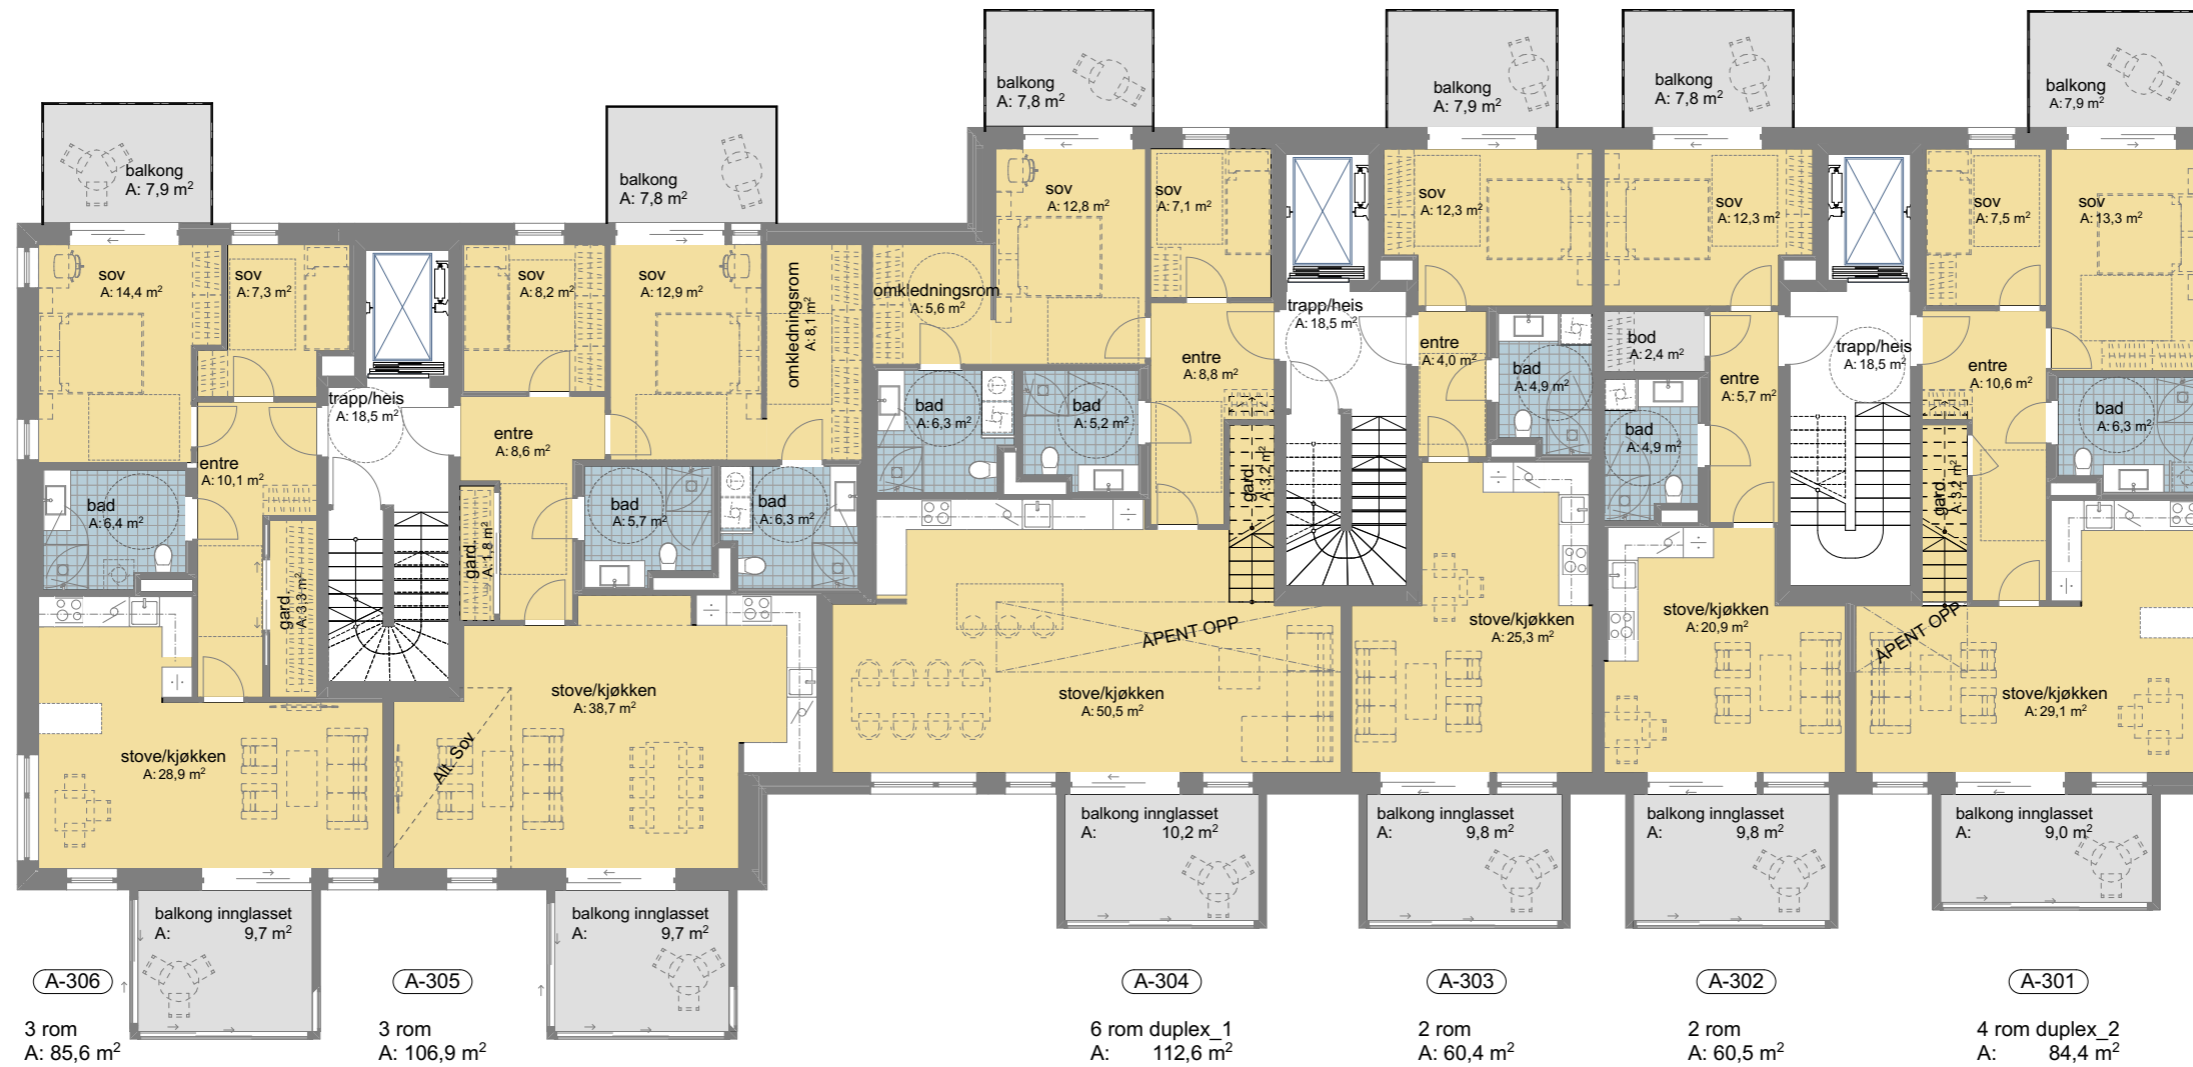 balkong
A: 7,9 m²
balkong
A: 7,8 m²
balkong
A: 7,8 m²
balkong
A: 7,9 m²
balkong
A: 7,8 m²
balkong
A: 7,9 m²
sov
A: 14,4 m²
sov
A: 7,3 m²
trapp/heis
A: 18,5 m²
entre
A: 10,1 m²
bad
A: 6,4 m²
gard.
A: 3,3 m²
stove/kjøkken
A: 28,9 m²
balkong innglasset
A: 9,7 m²
sov
A: 8,2 m²
sov
A: 12,9 m²
omkledningsrom
A: 8,1 m²
entre
A: 8,6 m²
gard.
A: 1,8 m²
bad
A: 5,7 m²
bad
A: 6,3 m²
stove/kjøkken
A: 38,7 m²
Alt. Sov
balkong innglasset
A: 9,7 m²
omkledningsrom
A: 5,6 m²
sov
A: 12,8 m²
sov
A: 7,1 m²
entre
A: 8,8 m²
bad
A: 6,3 m²
bad
A: 5,2 m²
gard.
A: 3,2 m²
ÅPENT OPP
stove/kjøkken
A: 50,5 m²
balkong innglasset
A: 10,2 m²
trapp/heis
A: 18,5 m²
sov
A: 12,3 m²
entre
A: 4,0 m²
bad
A: 4,9 m²
stove/kjøkken
A: 25,3 m²
balkong innglasset
A: 9,8 m²
sov
A: 12,3 m²
bod
A: 2,4 m²
entre
A: 5,7 m²
bad
A: 4,9 m²
stove/kjøkken
A: 20,9 m²
balkong innglasset
A: 9,8 m²
trapp/heis
A: 18,5 m²
sov
A: 7,5 m²
sov
A: 13,3 m²
entre
A: 10,6 m²
bad
A: 6,3 m²
gard.
A: 3,2 m²
ÅPENT OPP
stove/kjøkken
A: 29,1 m²
balkong innglasset
A: 9,0 m²
A-306
3 rom
A: 85,6 m²
A-305
3 rom
A: 106,9 m²
A-304
6 rom duplex_1
A: 112,6 m²
A-303
2 rom
A: 60,4 m²
A-302
2 rom
A: 60,5 m²
A-301
4 rom duplex_2
A: 84,4 m²